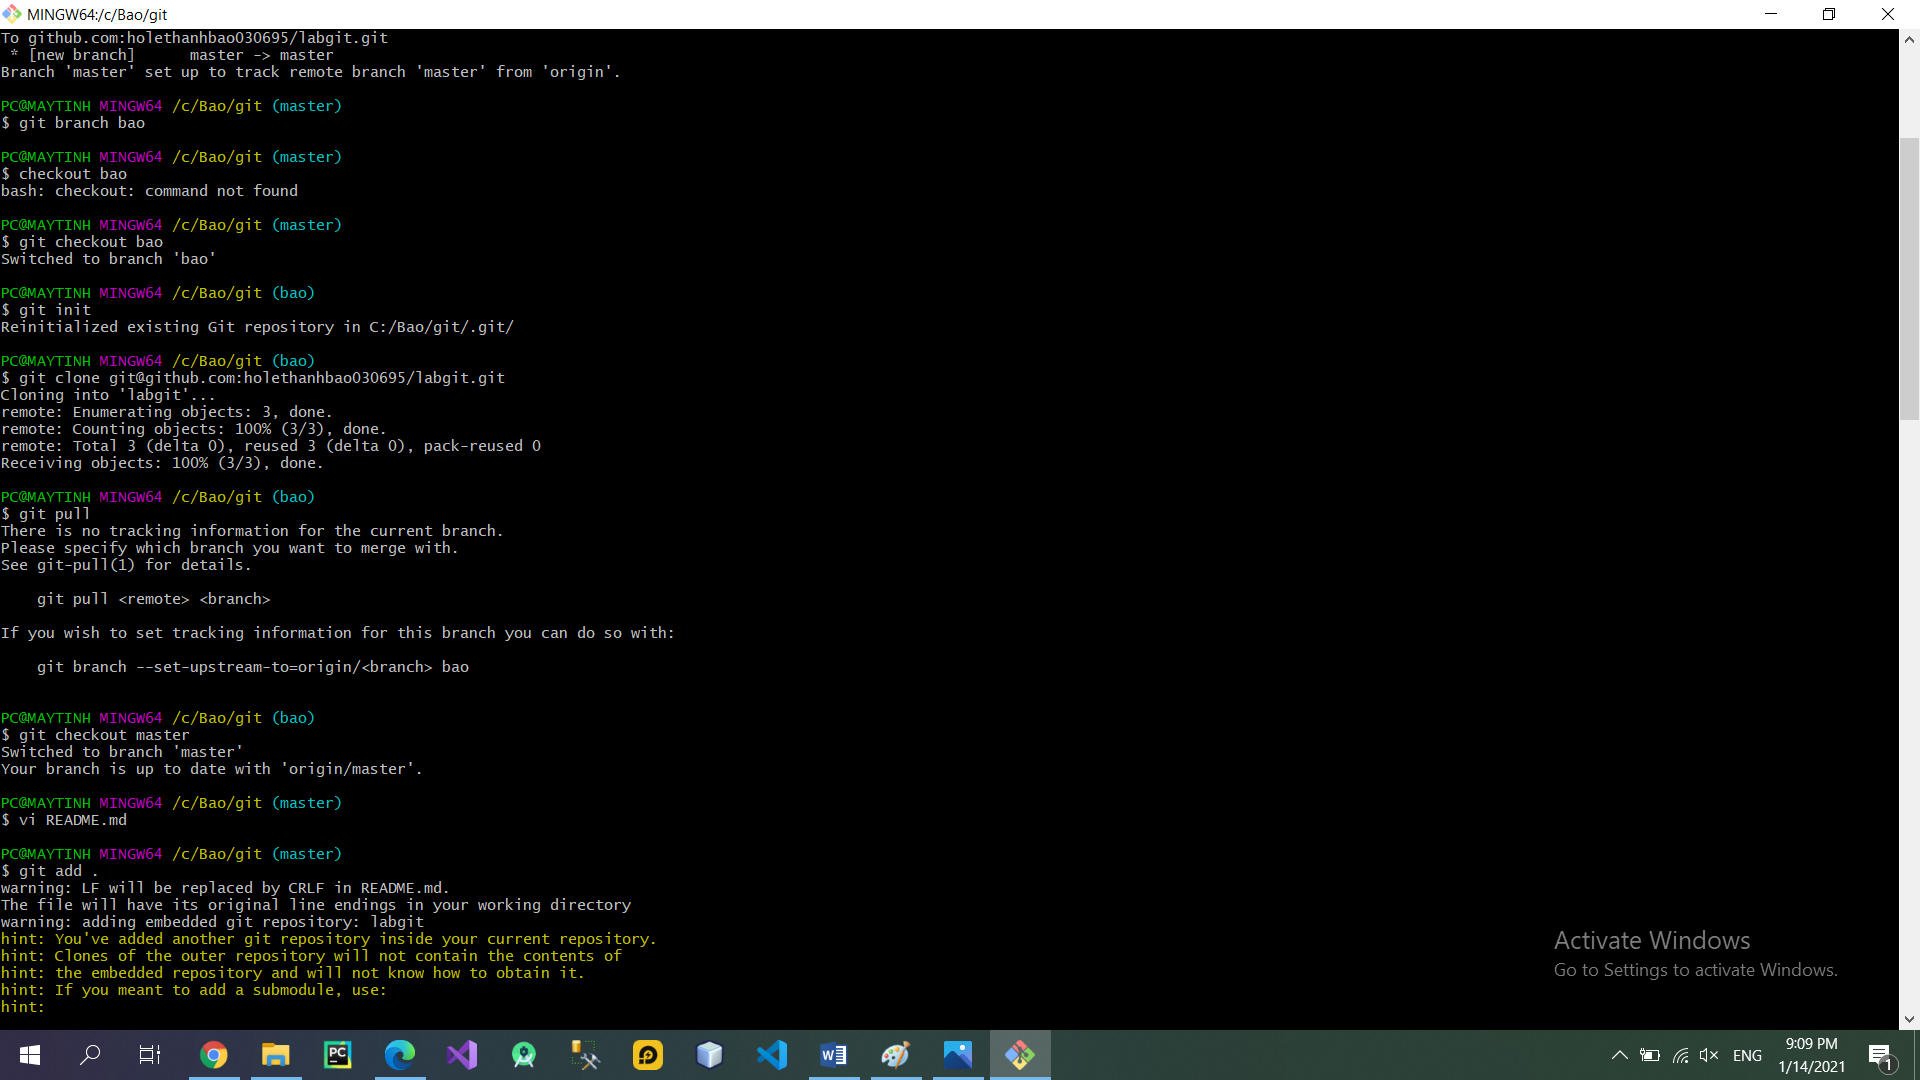 MINGW64:/c/Bao/git
To github.com:holethanhbao030695/labgit.git
 * [new branch]      master -> master
Branch 'master' set up to track remote branch 'master' from 'origin'.
PC@MAYTINH MINGW64 /c/Bao/git (master)
$ git branch bao
PC@MAYTINH MINGW64 /c/Bao/git (master)
$ checkout bao
bash: checkout: command not found
PC@MAYTINH MINGW64 /c/Bao/git (master)
$ git checkout bao
Switched to branch 'bao'
PC@MAYTINH MINGW64 /c/Bao/git (bao)
$ git init
Reinitialized existing Git repository in C:/Bao/git/.git/
PC@MAYTINH MINGW64 /c/Bao/git (bao)
$ git clone git@github.com:holethanhbao030695/labgit.git
Cloning into 'labgit'...
remote: Enumerating objects: 3, done.
remote: Counting objects: 100% (3/3), done.
remote: Total 3 (delta 0), reused 3 (delta 0), pack-reused 0
Receiving objects: 100% (3/3), done.
PC@MAYTINH MINGW64 /c/Bao/git (bao)
$ git pull
There is no tracking information for the current branch.
Please specify which branch you want to merge with.
See git-pull(1) for details.
    git pull <remote> <branch>
If you wish to set tracking information for this branch you can do so with:
    git branch --set-upstream-to=origin/<branch> bao
PC@MAYTINH MINGW64 /c/Bao/git (bao)
$ git checkout master
Switched to branch 'master'
Your branch is up to date with 'origin/master'.
PC@MAYTINH MINGW64 /c/Bao/git (master)
$ vi README.md
PC@MAYTINH MINGW64 /c/Bao/git (master)
$ git add .
warning: LF will be replaced by CRLF in README.md.
The file will have its original line endings in your working directory
warning: adding embedded git repository: labgit
hint: You've added another git repository inside your current repository.
hint: Clones of the outer repository will not contain the contents of
hint: the embedded repository and will not know how to obtain it.
hint: If you meant to add a submodule, use:
hint:
Activate Windows
Go to Settings to activate Windows.
PC
W
ENG
9:09 PM
1/14/2021
1